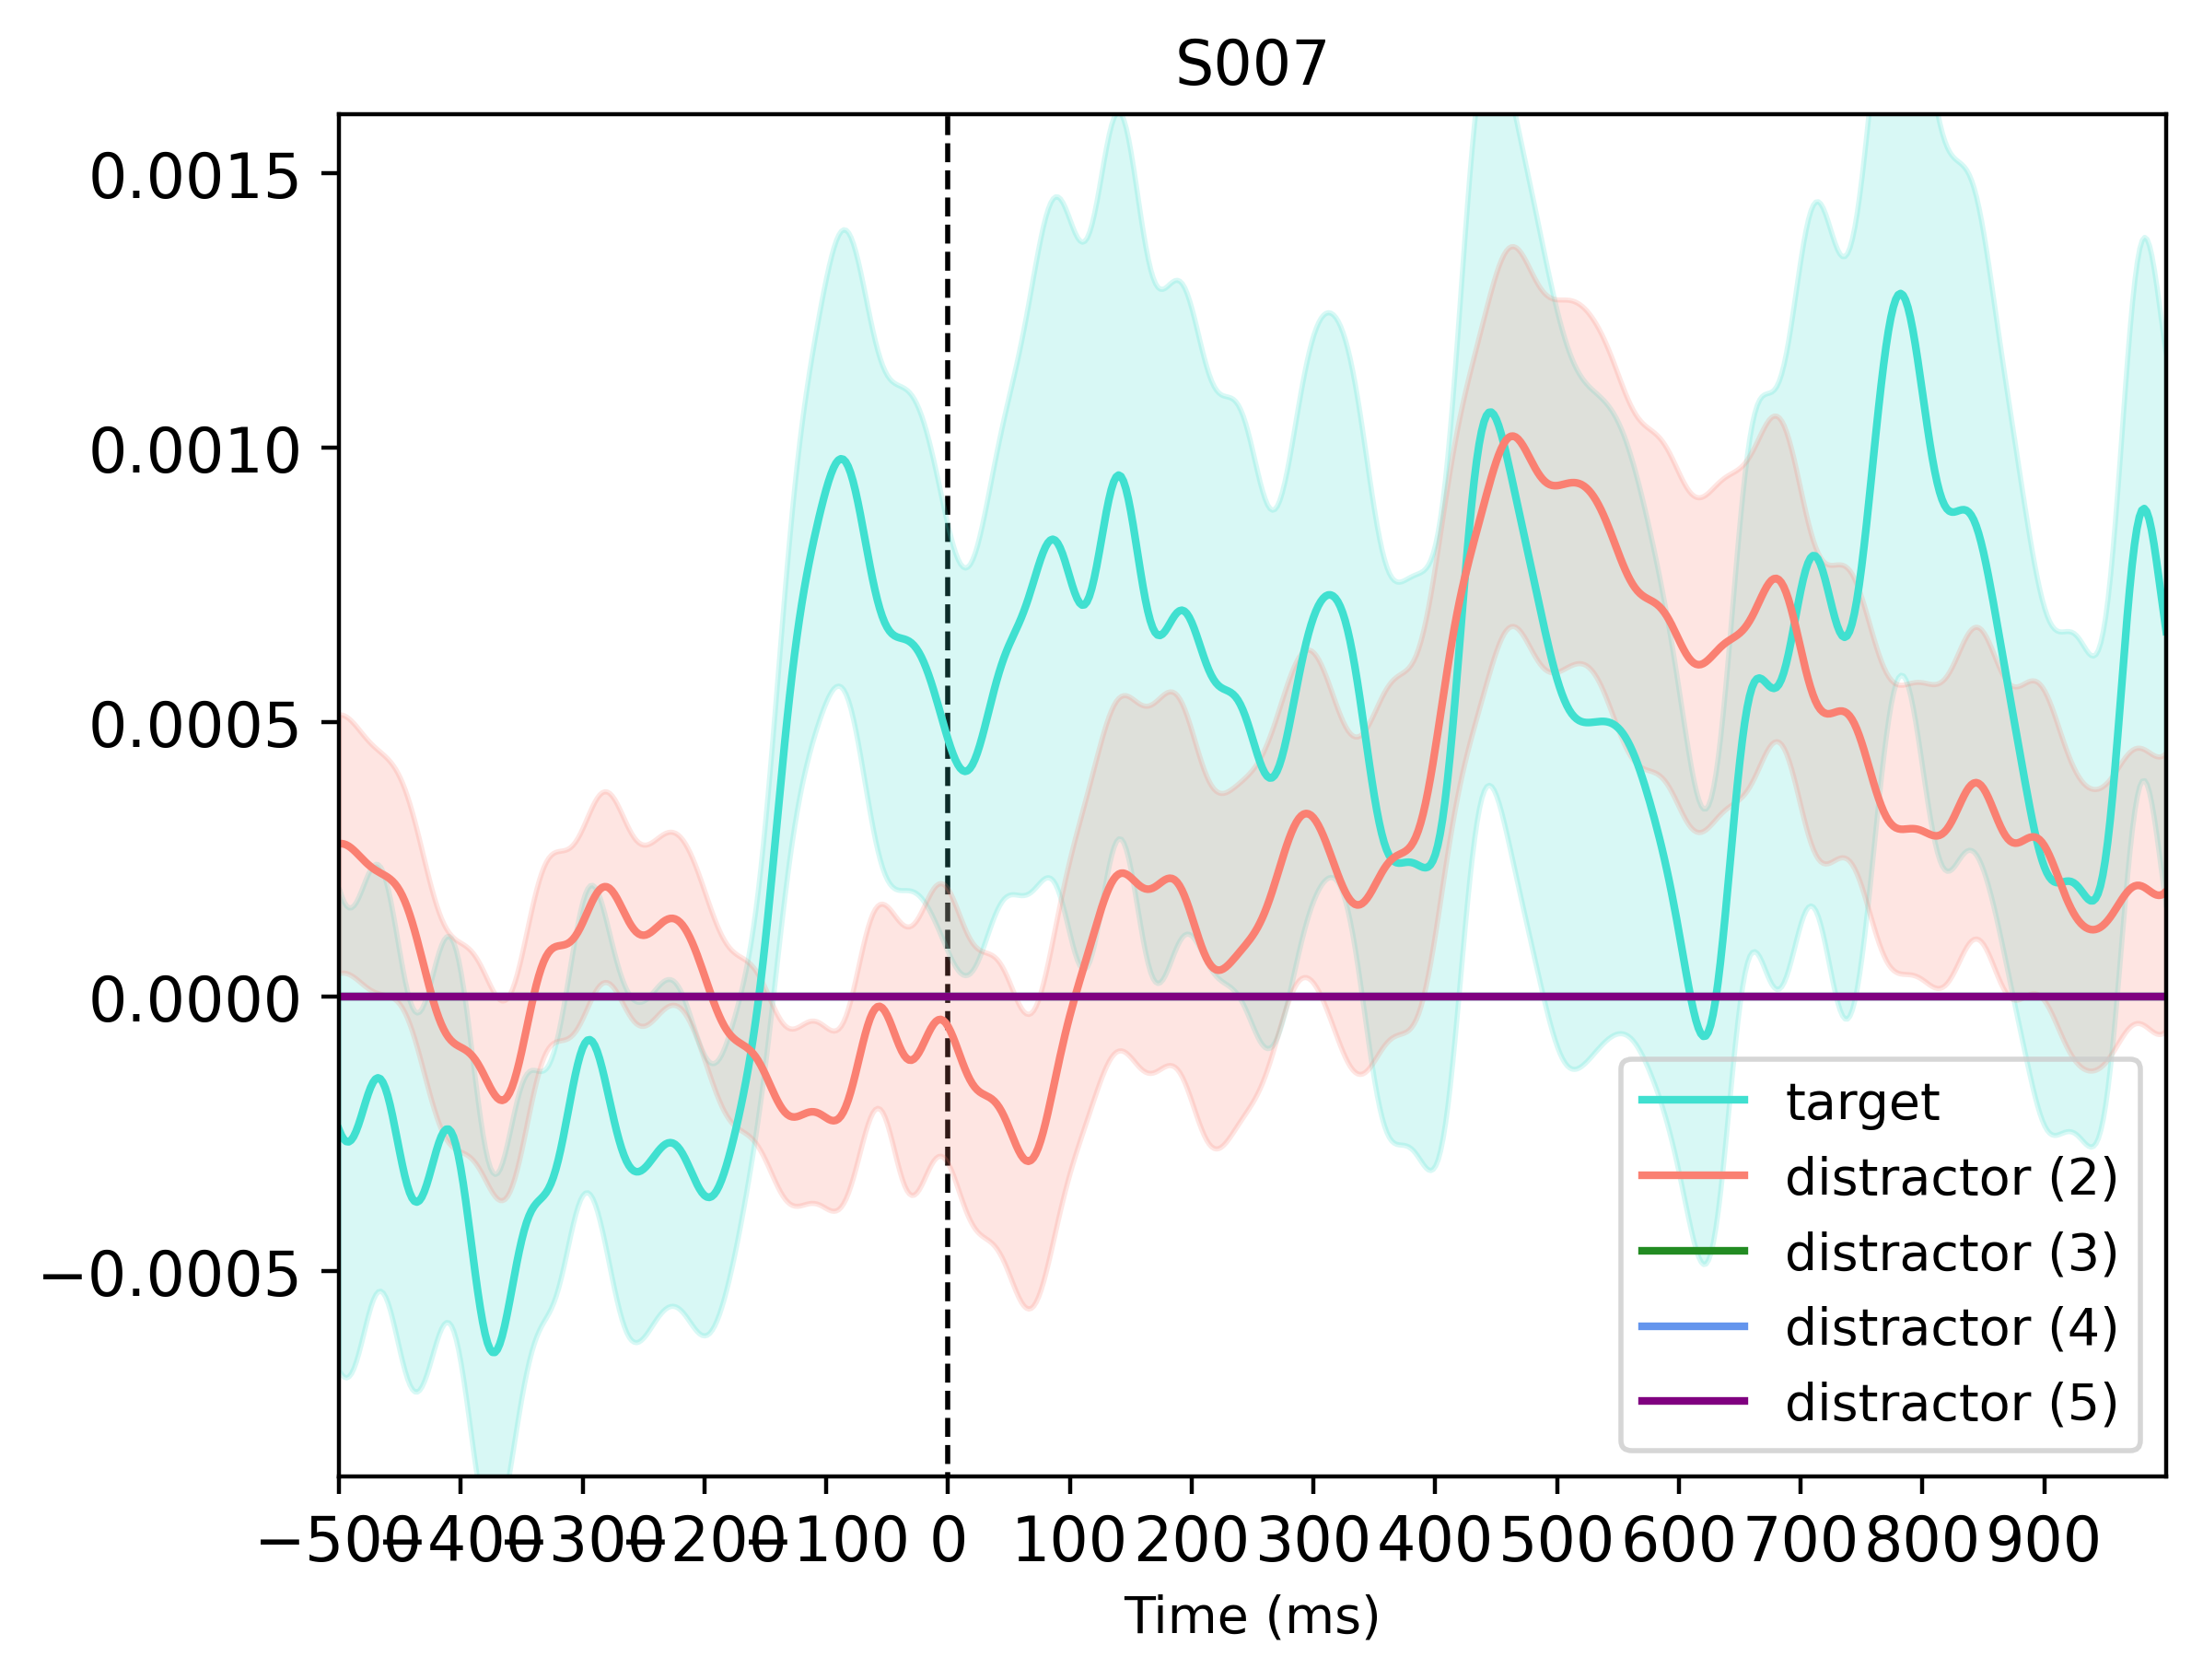 S007
0.0015
0.0010
0.0005
0.0000
−0.0005
target
distractor (2)
distractor (3)
distractor (4)
distractor (5)
−500 −400 −300 −200 −100 0 100 200 300 400 500 600 700 800 900
Time (ms)